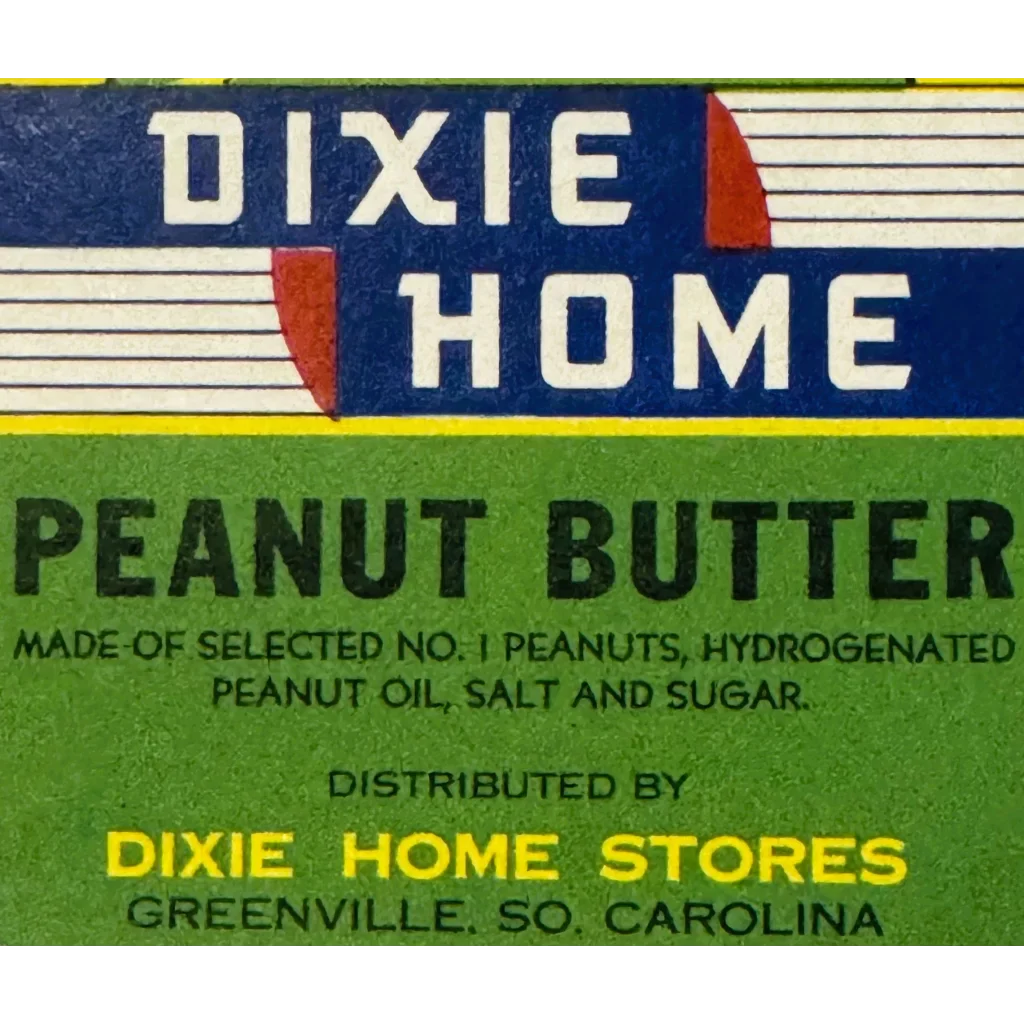 DIXIE
HOME
PEANUT BUTTER
MADE OF SELECTED NO. 1 PEANUTS, HYDROGENATED
PEANUT OIL, SALT AND SUGAR.
DISTRIBUTED BY
DIXIE HOME STORES
GREENVILLE, SO. CAROLINA